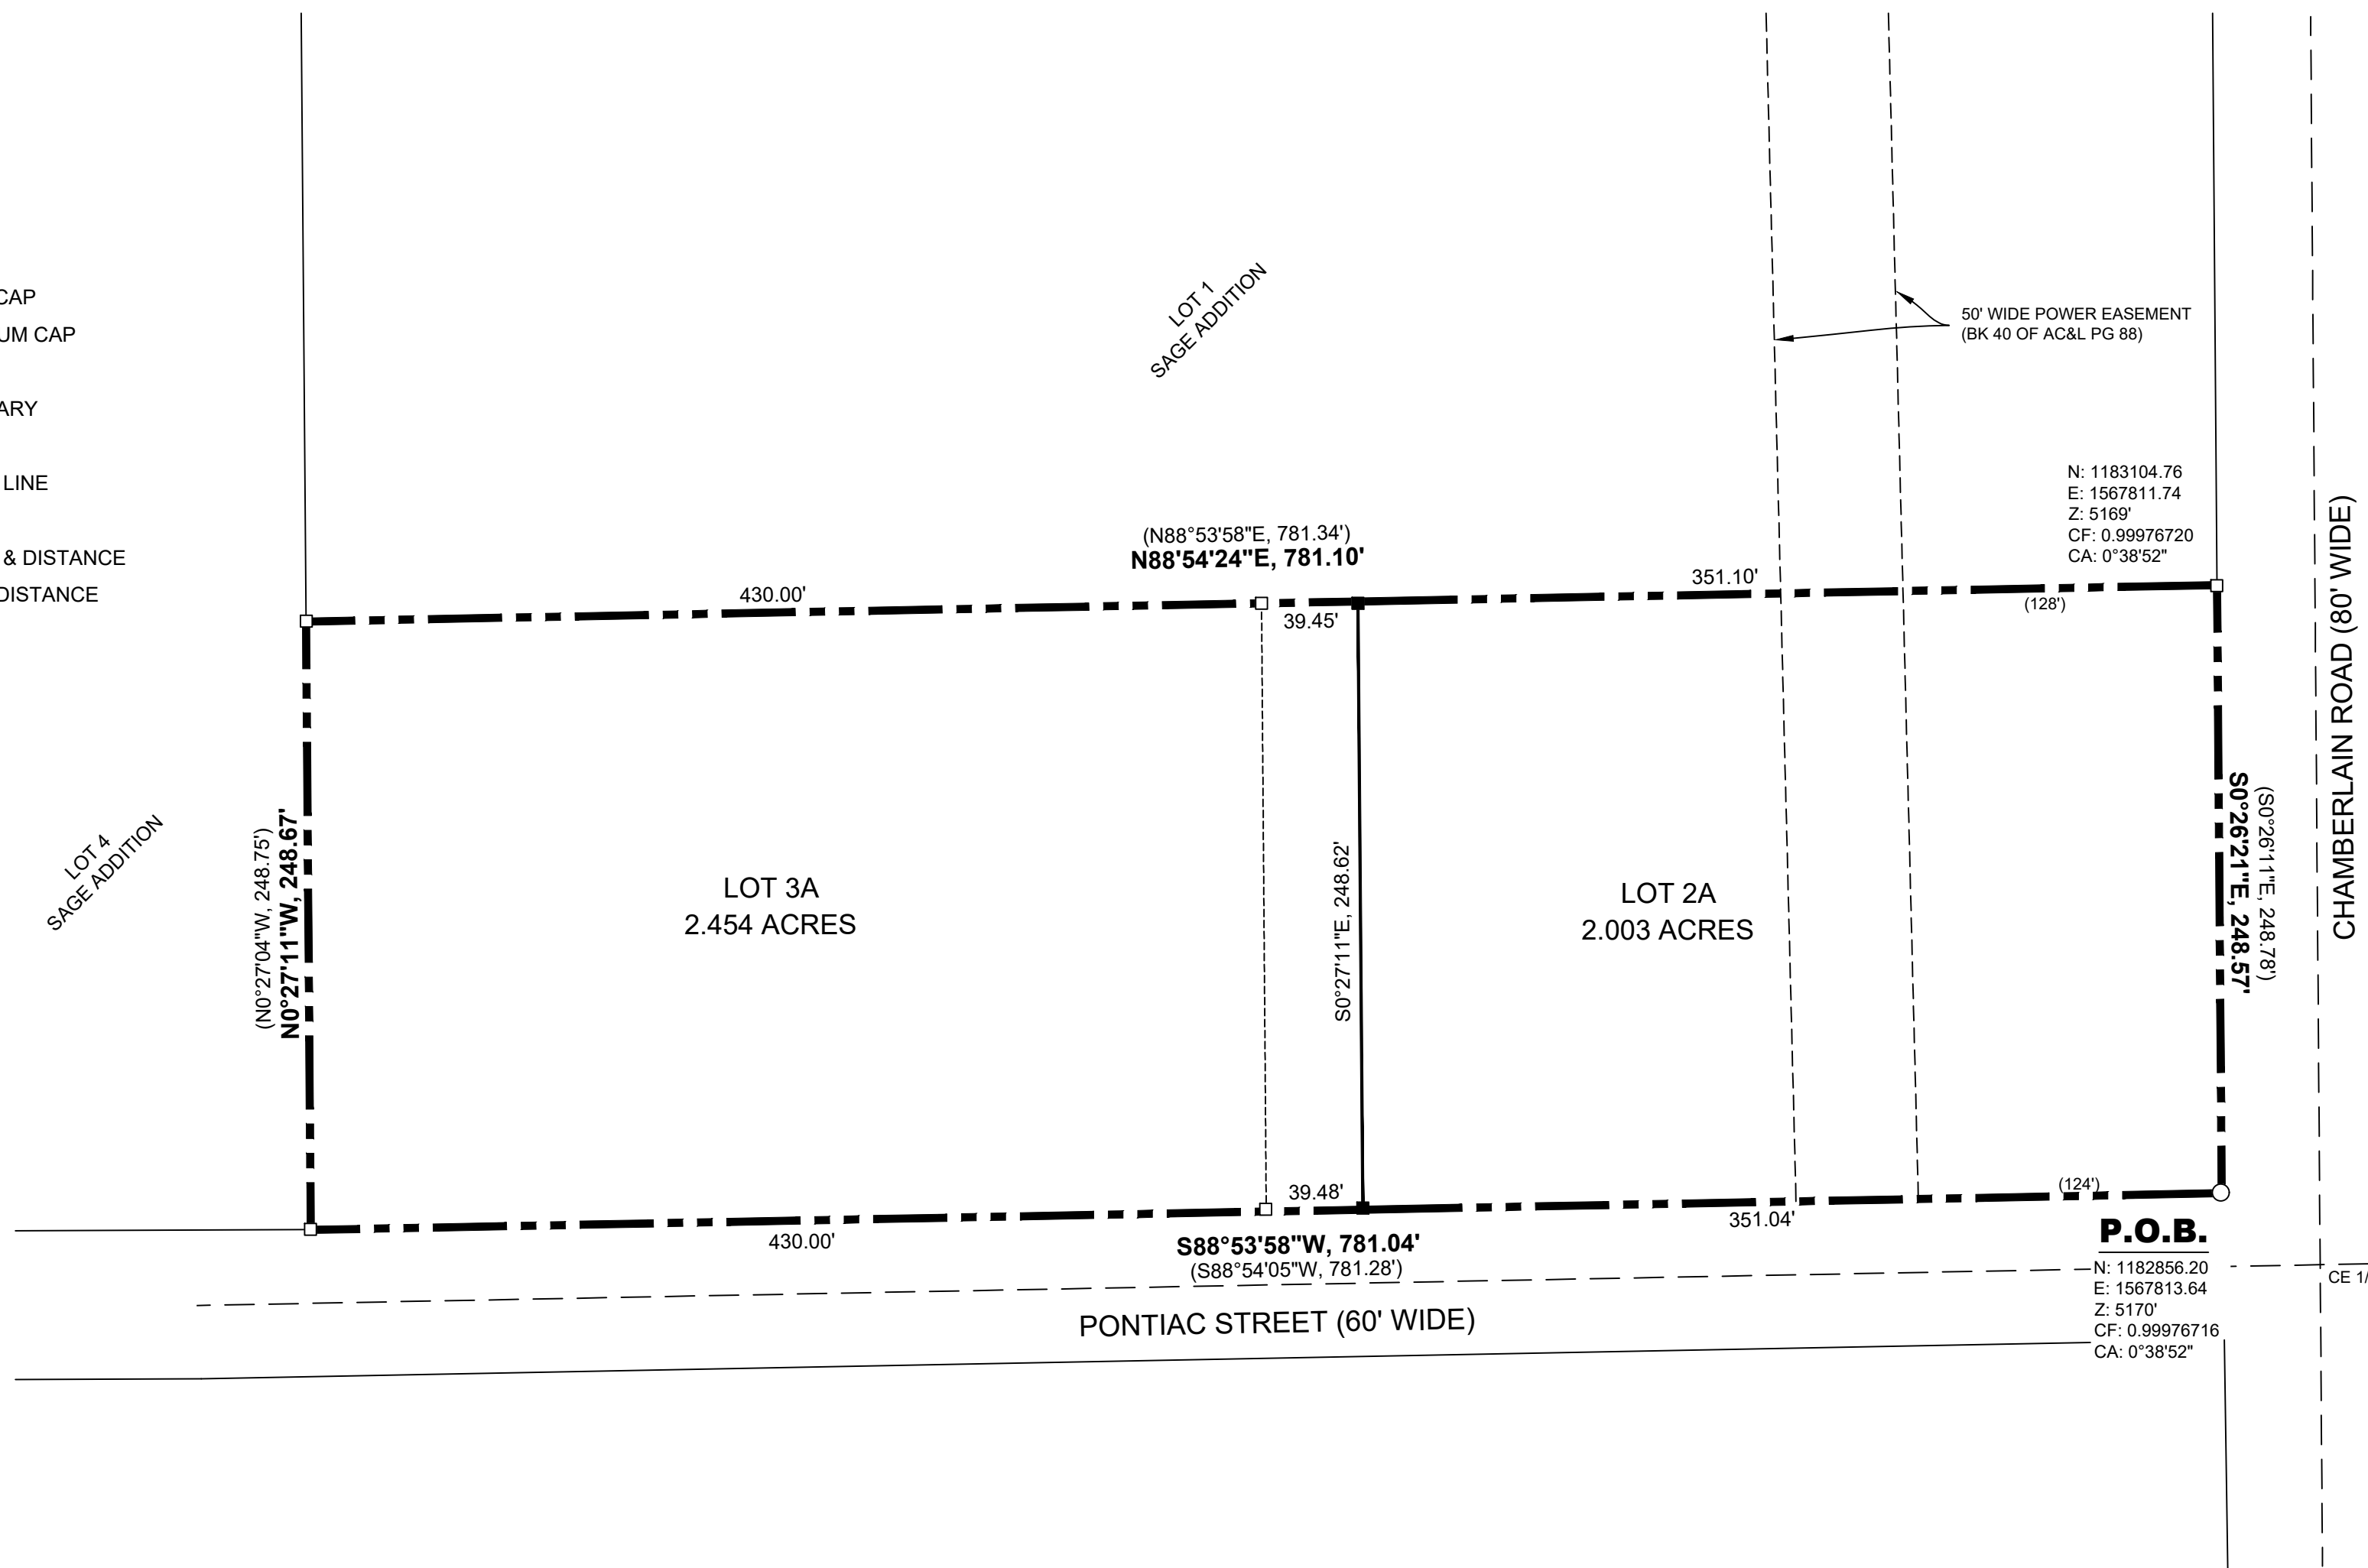 CAP
UM CAP
ARY
LINE
& DISTANCE
DISTANCE
LOT 1
SAGE ADDITION
50' WIDE POWER EASEMENT
(BK 40 OF AC&L PG 88)
N: 1183104.76
E: 1567811.74
Z: 5169'
CF: 0.99976720
CA: 0°38'52"
(N88°53'58"E, 781.34')
N88°54'24"E, 781.10'
430.00'
39.45'
351.10'
(128')
CHAMBERLAIN ROAD (80' WIDE)
LOT 4
SAGE ADDITION
(N0°27'04"W, 248.75')
N0°27'11"W, 248.67'
LOT 3A
2.454 ACRES
S0°27'11"E, 248.62'
LOT 2A
2.003 ACRES
S0°26'21"E, 248.57'
(S0°26'11"E, 248.78')
430.00'
39.48'
351.04'
(124')
S88°53'58"W, 781.04'
(S88°54'05"W, 781.28')
P.O.B.
N: 1182856.20
E: 1567813.64
Z: 5170'
CF: 0.99976716
CA: 0°38'52"
CE 1/
PONTIAC STREET (60' WIDE)